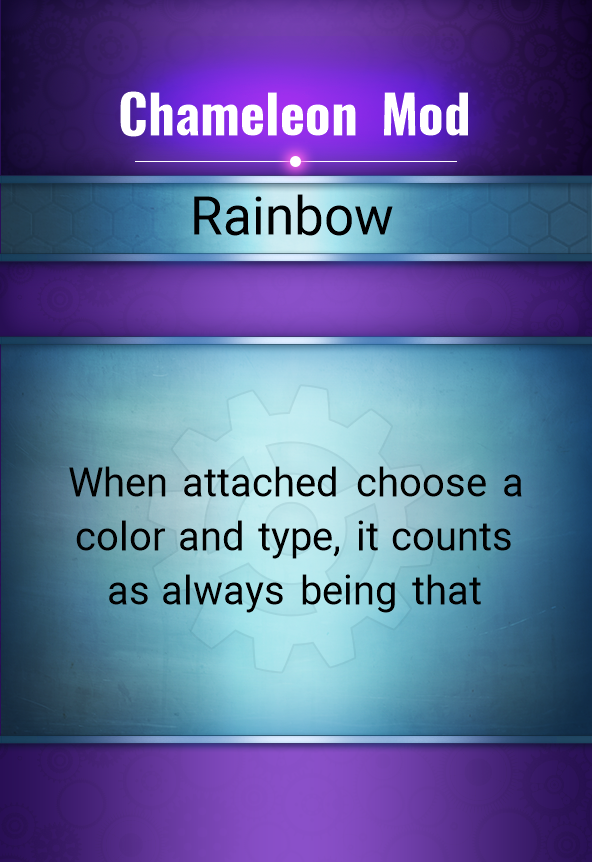 Chameleon Mod
Rainbow
When attached choose a
color and type, it counts
as always being that